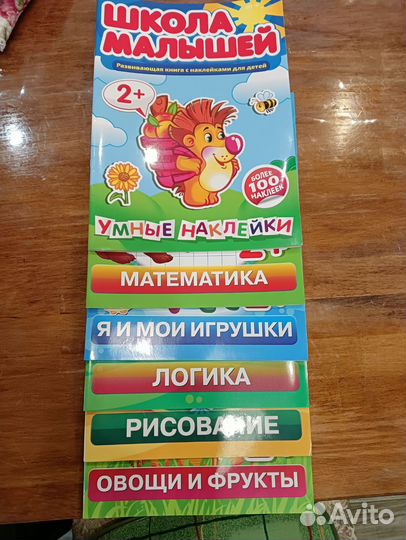 ШКОЛА
МАЛЫШЕЙ
Развивающая книга с наклейками для детей
2+
БОЛЕЕ
100
НАКЛЕЕК
УМНЫЕ НАКЛЕЙКИ
МАТЕМАТИКА
Я И МОИ ИГРУШКИ
ЛОГИКА
РИСОВАНИЕ
ОВОЩИ И ФРУКТЫ
Avito